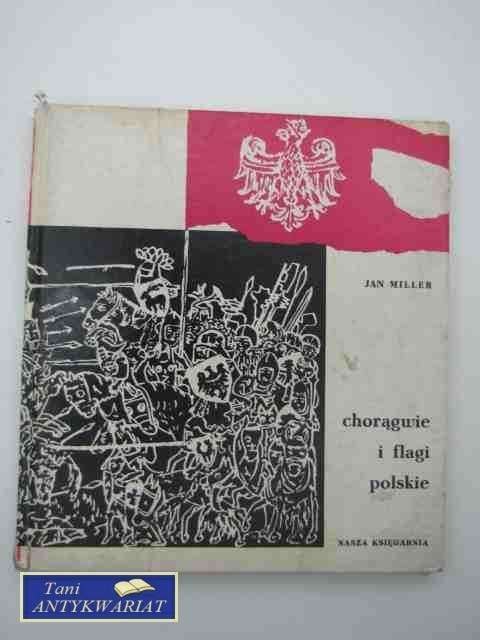 JAN MILLER
chorągwie
i flagi
polskie
NASZA KSIĘGARNIA
Tani
ANTYKWARIAT